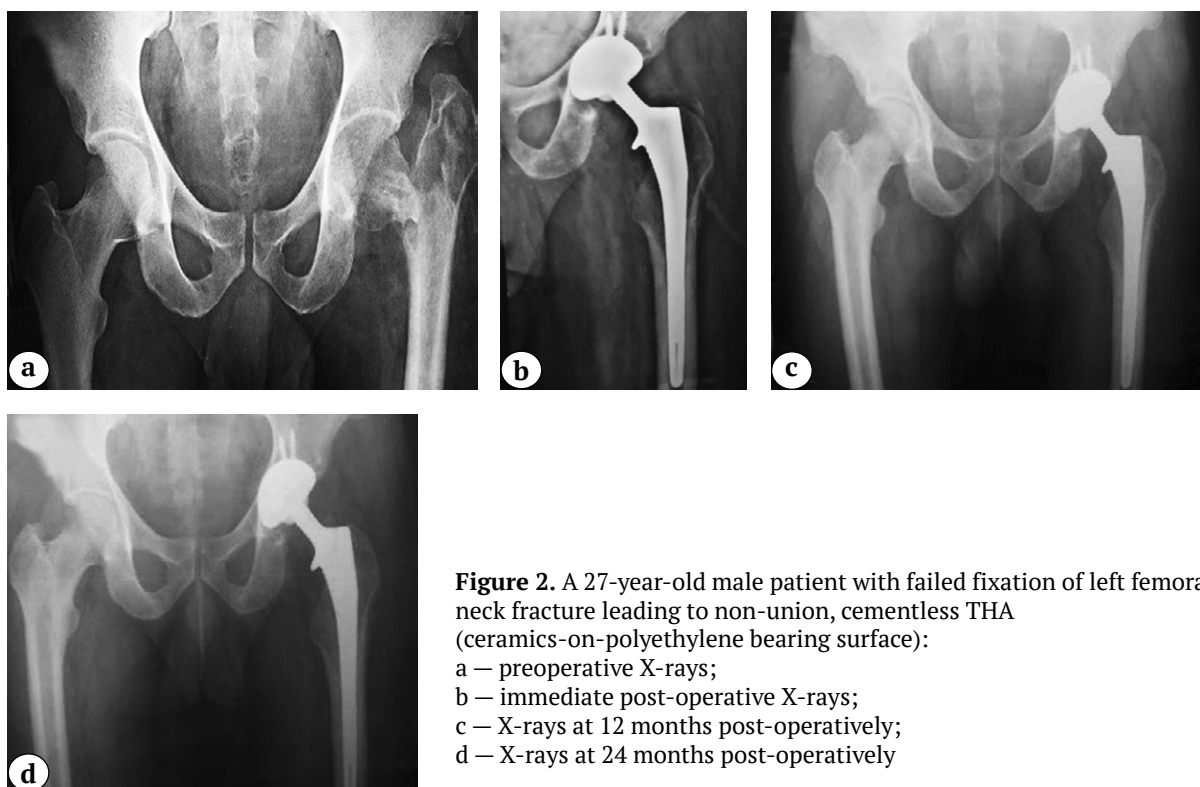 a
b
c
d
Figure 2. A 27-year-old male patient with failed fixation of left femora
neck fracture leading to non-union, cementless THA
(ceramics-on-polyethylene bearing surface):
a — preoperative X-rays;
b — immediate post-operative X-rays;
c — X-rays at 12 months post-operatively;
d — X-rays at 24 months post-operatively